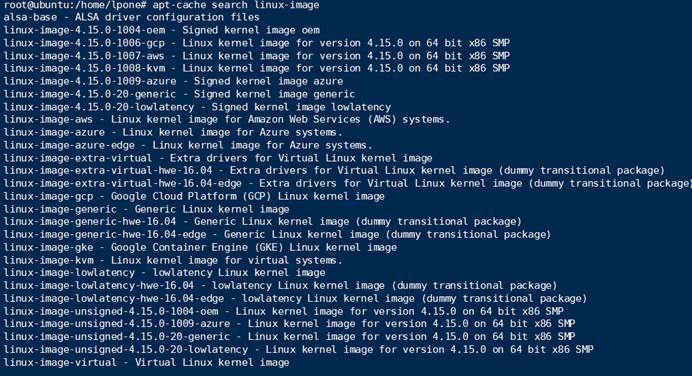 root@ubuntu:/home/lpone# apt-cache search linux-image
alsa-base - ALSA driver configuration files
linux-image-4.15.0-1004-oem - Signed kernel image oem
linux-image-4.15.0-1006-gcp - Linux kernel image for version 4.15.0 on 64 bit x86 SMP
linux-image-4.15.0-1007-aws - Linux kernel image for version 4.15.0 on 64 bit x86 SMP
linux-image-4.15.0-1008-kvm - Linux kernel image for version 4.15.0 on 64 bit x86 SMP
linux-image-4.15.0-1009-azure - Signed kernel image azure
linux-image-4.15.0-20-generic - Signed kernel image generic
linux-image-4.15.0-20-lowlatency - Signed kernel image lowlatency
linux-image-aws - Linux kernel image for Amazon Web Services (AWS) systems.
linux-image-azure - Linux kernel image for Azure systems.
linux-image-azure-edge - Linux kernel image for Azure systems.
linux-image-extra-virtual - Extra drivers for Virtual Linux kernel image
linux-image-extra-virtual-hwe-16.04 - Extra drivers for Virtual Linux kernel image (dummy transitional package)
linux-image-extra-virtual-hwe-16.04-edge - Extra drivers for Virtual Linux kernel image (dummy transitional package)
linux-image-gcp - Google Cloud Platform (GCP) Linux kernel image
linux-image-generic - Generic Linux kernel image
linux-image-generic-hwe-16.04 - Generic Linux kernel image (dummy transitional package)
linux-image-generic-hwe-16.04-edge - Generic Linux kernel image (dummy transitional package)
linux-image-gke - Google Container Engine (GKE) Linux kernel image
linux-image-kvm - Linux kernel image for virtual systems.
linux-image-lowlatency - lowlatency Linux kernel image
linux-image-lowlatency-hwe-16.04 - lowlatency Linux kernel image (dummy transitional package)
linux-image-lowlatency-hwe-16.04-edge - lowlatency Linux kernel image (dummy transitional package)
linux-image-unsigned-4.15.0-1004-oem - Linux kernel image for version 4.15.0 on 64 bit x86 SMP
linux-image-unsigned-4.15.0-1009-azure - Linux kernel image for version 4.15.0 on 64 bit x86 SMP
linux-image-unsigned-4.15.0-20-generic - Linux kernel image for version 4.15.0 on 64 bit x86 SMP
linux-image-unsigned-4.15.0-20-lowlatency - Linux kernel image for version 4.15.0 on 64 bit x86 SMP
linux-image-virtual - Virtual Linux kernel image